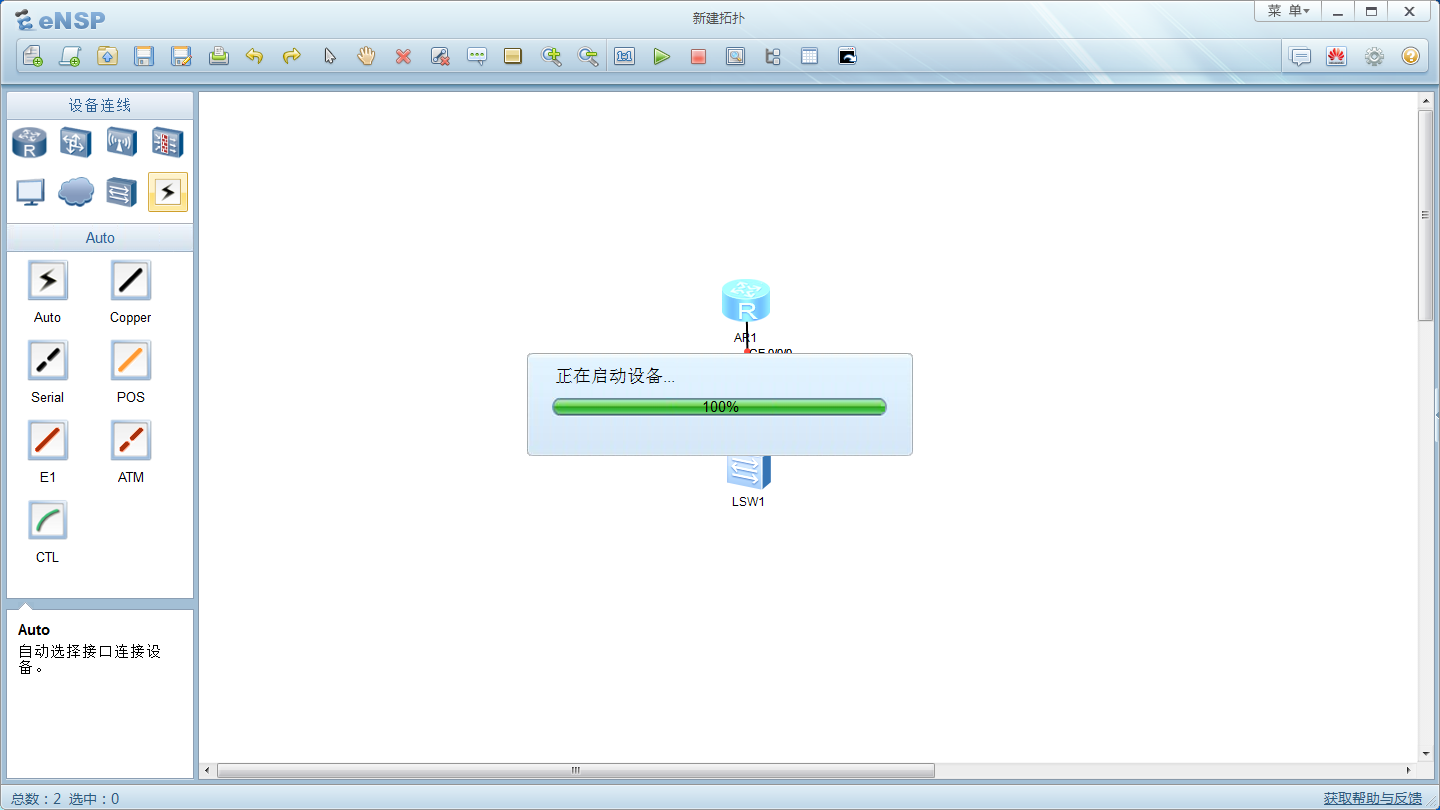 eNSP
新建拓扑
菜 单
1:1
设备连线
R
Auto
Auto
Copper
Serial
POS
E1
ATM
CTL
Auto
自动选择接口连接设
备。
R
AR1
GE 0/0/0
正在启动设备...
100%
LSW1
总数：2 选中：0
获取帮助与反馈